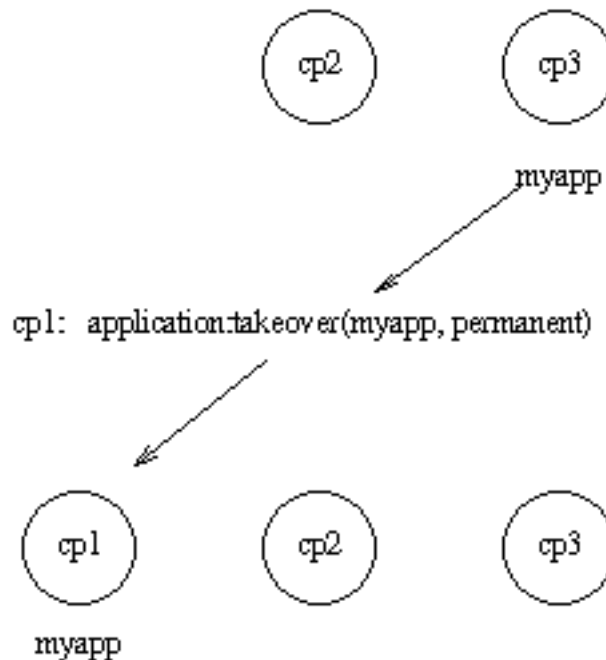 cp2 cp3
myapp
cp1: application:takeover(myapp, permanent)
cp1 cp2 cp3
myapp